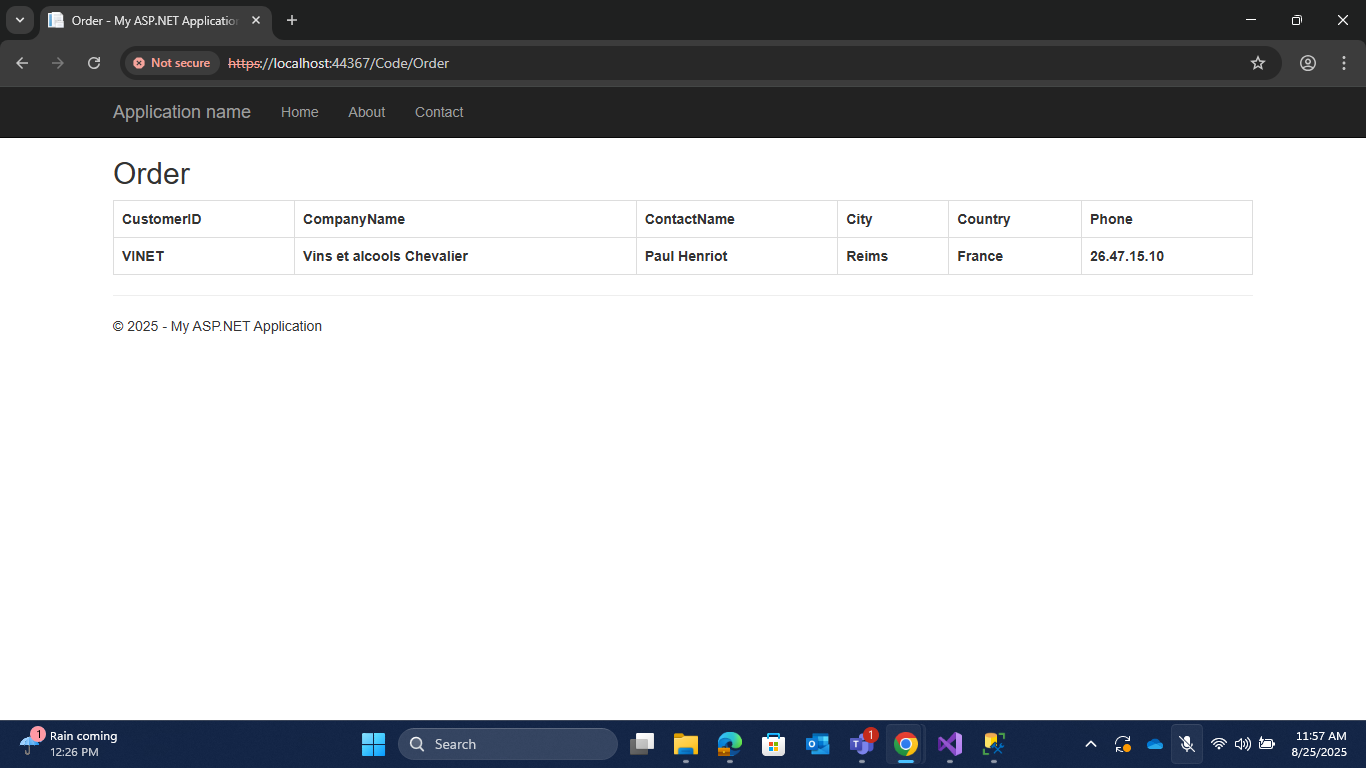 Order - My ASP.NET Applicatio
Not secure https://localhost:44367/Code/Order
Application name Home About Contact
Order
CustomerID CompanyName ContactName City Country Phone
VINET Vins et alcools Chevalier Paul Henriot Reims France 26.47.15.10
© 2025 - My ASP.NET Application
1 Rain coming
12:26 PM
Search
1
11:57 AM
8/25/2025